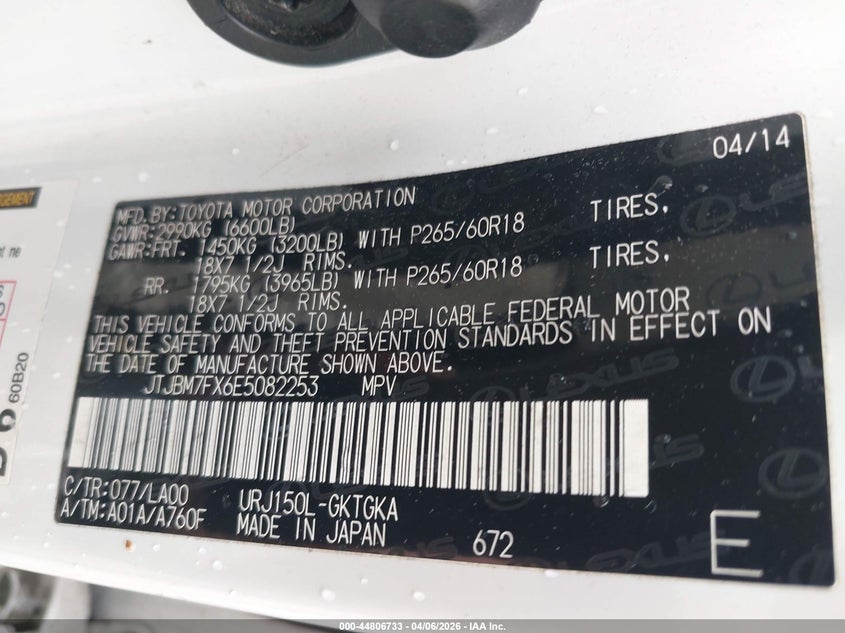 04/14
MFD.BY:TOYOTA MOTOR CORPORATION
GVWR:2990KG (6600LB)
GAWR:FRT. 1450KG (3200LB) WITH P265/60R18 TIRES,
18X7 1/2J RIMS.
RR. 1795KG (3965LB) WITH P265/60R18 TIRES,
18X7 1/2J RIMS.
THIS VEHICLE CONFORMS TO ALL APPLICABLE FEDERAL MOTOR
VEHICLE SAFETY AND THEFT PREVENTION STANDARDS IN EFFECT ON
THE DATE OF MANUFACTURE SHOWN ABOVE.
JTJBM7FX6E5082253 MPV
C/TR:077/LA00 URJ150L-GKTGKA
A/TM:A01A/A760F MADE IN JAPAN 672
E
LEXUS
60B20
000-44806733 - 04/06/2026 - IAA Inc.